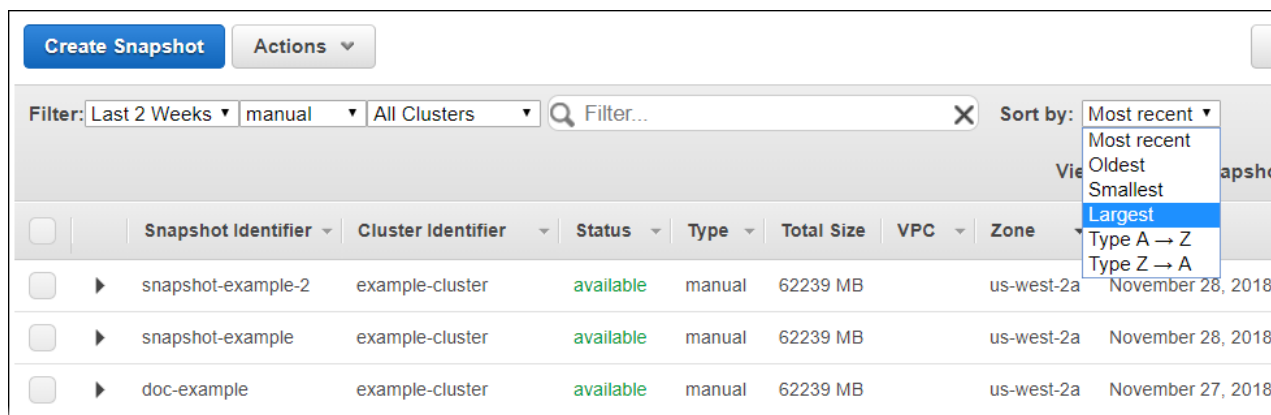 Create Snapshot Actions
Filter: Last 2 Weeks manual All Clusters Filter... Sort by: Most recent
Most recent
Oldest
Smallest
Largest
Type A → Z
Type Z → A
Snapshot Identifier Cluster Identifier Status Type Total Size VPC Zone
snapshot-example-2 example-cluster available manual 62239 MB us-west-2a November 28, 2018
snapshot-example example-cluster available manual 62239 MB us-west-2a November 28, 2018
doc-example example-cluster available manual 62239 MB us-west-2a November 27, 2018